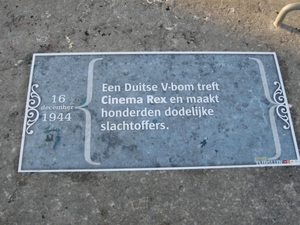 16
december
1944
Een Duitse V-bom treft
Cinema Rex en maakt
honderden dodelijke
slachtoffers.